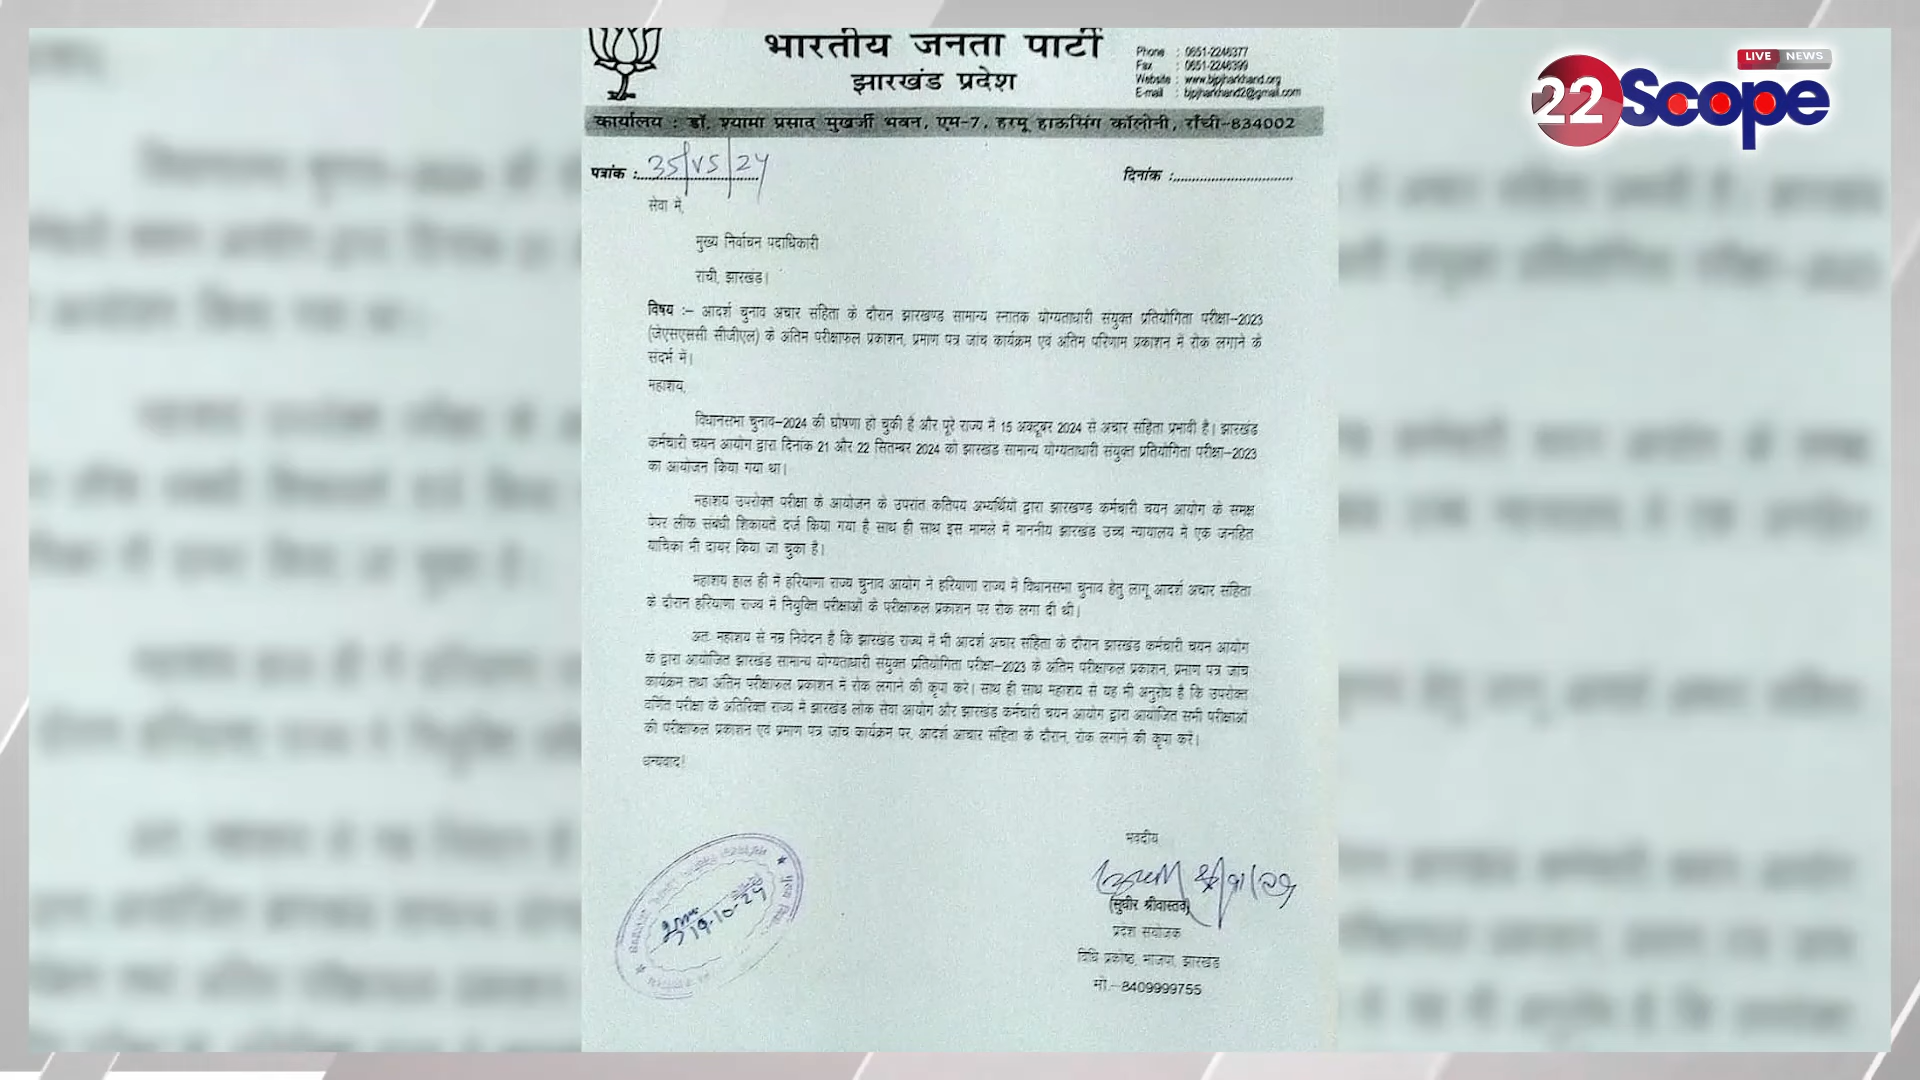 भारतीय जनता पार्टी
झारखंड प्रदेश
Phone : 0651-2246377
Fax : 0651-2246399
Website : www.bjpjharkhand.org
E-mail : bjpjharkhand2@gmail.com
LIVE NEWS
22Scope
कार्यालय : डॉ. श्यामा प्रसाद मुखर्जी भवन, एम-7, हरमू हाऊसिंग कॉलोनी, राँची-834002
पत्रांक :.....35/VS/24
दिनांक :..............................
सेवा में,
मुख्य निर्वाचन पदाधिकारी
रांची, झारखंड।
विषय :– आदर्श चुनाव अचार संहिता के दौरान झारखण्ड सामान्य स्नातक योग्यताधारी संयुक्त प्रतियोगिता परीक्षा–2023
(जेएसएससी सीजीएल) के अंतिम परीक्षाफल प्रकाशन, प्रमाण पत्र जांच कार्यक्रम एवं अंतिम परिणाम प्रकाशन में रोक लगाने के
संदर्भ में।
महाशय,
विधानसभा चुनाव–2024 की घोषणा हो चुकी है और पूरे राज्य में 15 अक्टूबर 2024 से अचार संहिता प्रभावी है। झारखंड
कर्मचारी चयन आयोग द्वारा दिनांक 21 और 22 सितम्बर 2024 को झारखंड सामान्य योग्यताधारी संयुक्त प्रतियोगिता परीक्षा–2023
का आयोजन किया गया था।
महाशय उपरोक्त परीक्षा के आयोजन के उपरांत कतिपय अभ्यर्थियों द्वारा झारखण्ड कर्मचारी चयन आयोग के समक्ष
पेपर लीक संबंधी शिकायतें दर्ज किया गया है साथ ही साथ इस मामले में माननीय झारखंड उच्च न्यायालय में एक जनहित
याचिका भी दायर किया जा चुका है।
महाशय हाल ही में हरियाणा राज्य चुनाव आयोग ने हरियाणा राज्य में विधानसभा चुनाव हेतु लागू आदर्श अचार संहिता
के दौरान हरियाणा राज्य में नियुक्ति परीक्षाओं के परीक्षाफल प्रकाशन पर रोक लगा दी थी।
अतः महाशय से नम्र निवेदन है कि झारखंड राज्य में भी आदर्श अचार संहिता के दौरान झारखंड कर्मचारी चयन आयोग
के द्वारा आयोजित झारखंड सामान्य योग्यताधारी संयुक्त प्रतियोगिता परीक्षा–2023 के अंतिम परीक्षाफल प्रकाशन, प्रमाण पत्र जांच
कार्यक्रम तथा अंतिम परीक्षाफल प्रकाशन में रोक लगाने की कृपा करें। साथ ही साथ महाशय से यह भी अनुरोध है कि उपरोक्त
वर्णित परीक्षा के अतिरिक्त राज्य में झारखंड लोक सेवा आयोग और झारखंड कर्मचारी चयन आयोग द्वारा आयोजित सभी परीक्षाओं
की परीक्षाफल प्रकाशन एवं प्रमाण पत्र जांच कार्यक्रम पर, आदर्श आचार संहिता के दौरान, रोक लगाने की कृपा करें।
धन्यवाद!
भवदीय
(सुधीर श्रीवास्तव)
प्रदेश संयोजक
विधि प्रकोष्ठ, भाजपा, झारखंड
मो.–8409999755
19-10-24